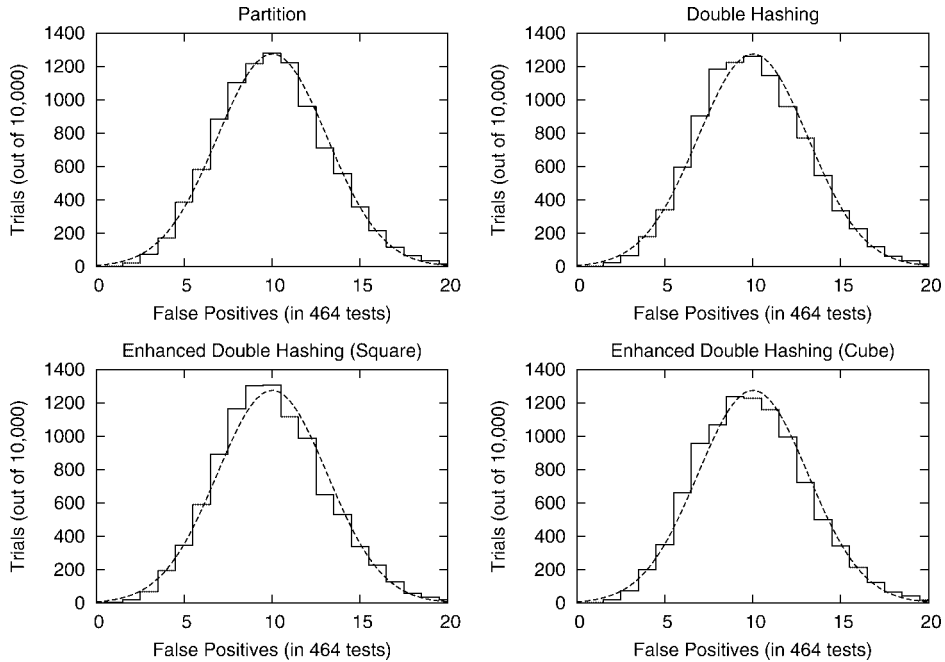 Partition
1400
1200
1000
800
600
400
200
0
Trials (out of 10,000)
0 5 10 15 20
False Positives (in 464 tests)
Double Hashing
1400
1200
1000
800
600
400
200
0
Trials (out of 10,000)
0 5 10 15 20
False Positives (in 464 tests)
Enhanced Double Hashing (Square)
1400
1200
1000
800
600
400
200
0
Trials (out of 10,000)
0 5 10 15 20
False Positives (in 464 tests)
Enhanced Double Hashing (Cube)
1400
1200
1000
800
600
400
200
0
Trials (out of 10,000)
0 5 10 15 20
False Positives (in 464 tests)